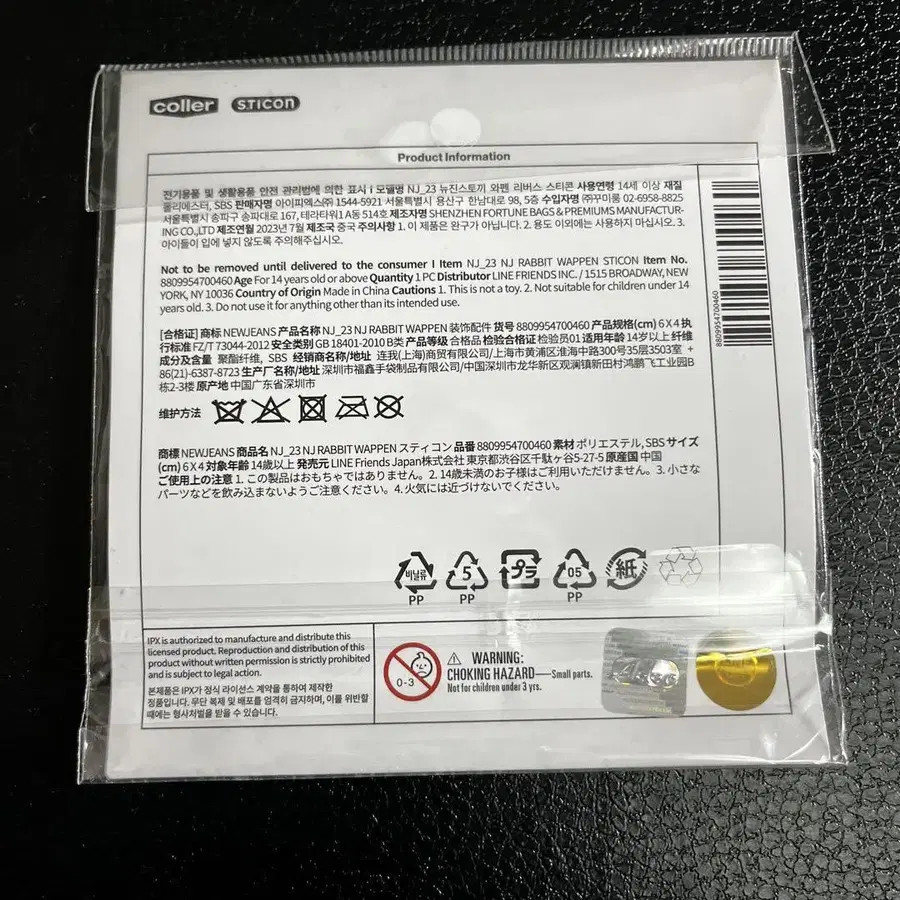 coller STICON
Product Information
전기용품 및 생활용품 안전 관리법에 의한 표시 I 모델명 NJ_23 뉴진스토끼 와펜 리버스 스티콘 사용연령 14세 이상 재질
폴리에스터, SBS 판매자명 아이피엑스(주) 1544-5921 서울특별시 용산구 한남대로 98, 5층 수입자명 (주)꾸미룸 02-6958-8825
서울특별시 송파구 송파대로 167, 테라타워1 A동 514호 제조자명 SHENZHEN FORTUNE BAGS & PREMIUMS MANUFACTUR-
ING CO.,LTD 제조연월 2023년 7월 제조국 중국 주의사항 1. 이 제품은 완구가 아닙니다. 2. 용도 이외에는 사용하지 마십시오. 3.
아이들이 입에 넣지 않도록 주의해주십시오.
Not to be removed until delivered to the consumer I Item NJ_23 NJ RABBIT WAPPEN STICON Item No.
8809954700460 Age For 14 years old or above Quantity 1 PC Distributor LINE FRIENDS INC. / 1515 BROADWAY, NEW
YORK, NY 10036 Country of Origin Made in China Cautions 1. This is not a toy. 2. Not suitable for children under 14
years old. 3. Do not use it for anything other than its intended use.
8809954700460
[合格证] 商标 NEWJEANS 产品名称 NJ_23 NJ RABBIT WAPPEN 装饰配件 货号 8809954700460 产品规格(cm) 6 X 4 执
行标准 FZ/T 73044-2012 安全类别 GB 18401-2010 B类 产品等级 合格品 检验合格证 检验员01 适用年龄 14岁以上 纤维
成分及含量 聚酯纤维, SBS 经销商名称/地址 连我(上海)商贸有限公司/上海市黄浦区淮海中路300号35层3503室 +
86(21)-6387-8723 生产厂名称/地址 深圳市福鑫手袋制品有限公司/中国深圳市龙华新区观澜新田村鸿鹏飞工业园B
栋2-3楼 原产地 中国广东省深圳市
维护方法
商標 NEWJEANS 商品名 NJ_23 NJ RABBIT WAPPEN スティコン 品番 8809954700460 素材 ポリエステル, SBS サイズ
(cm) 6 X 4 対象年齢 14歳以上 発売元 LINE Friends Japan株式会社 東京都渋谷区千駄ヶ谷5-27-5 原産国 中国
ご使用上の注意 1. この製品はおもちゃではありません。2. 14歳未満のお子様はご利用いただけません。3. 小さな
パーツなどを飲み込まないようご注意ください。4. 火気には近づけないでください。
비닐류 5 プラ 05 紙
PP PP PP
IPX is authorized to manufacture and distribute this
licensed product. Reproduction and distribution of this
product without written permission is strictly prohibited
and is subject to legal action.
본제품은 IPX가 정식 라이선스 계약을 통하여 제작한
정품입니다. 무단 복제 및 배포를 엄격히 금지하며, 이를 위반할
때에는 형사처벌을 받을 수 있습니다.
0-3
WARNING:
CHOKING HAZARD—Small parts.
Not for children under 3 yrs.